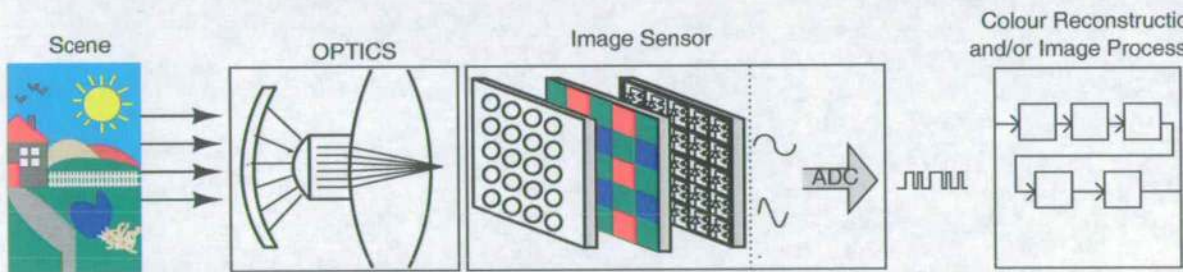 Scene
OPTICS
Image Sensor
ADC
Colour Reconstructio
and/or Image Process